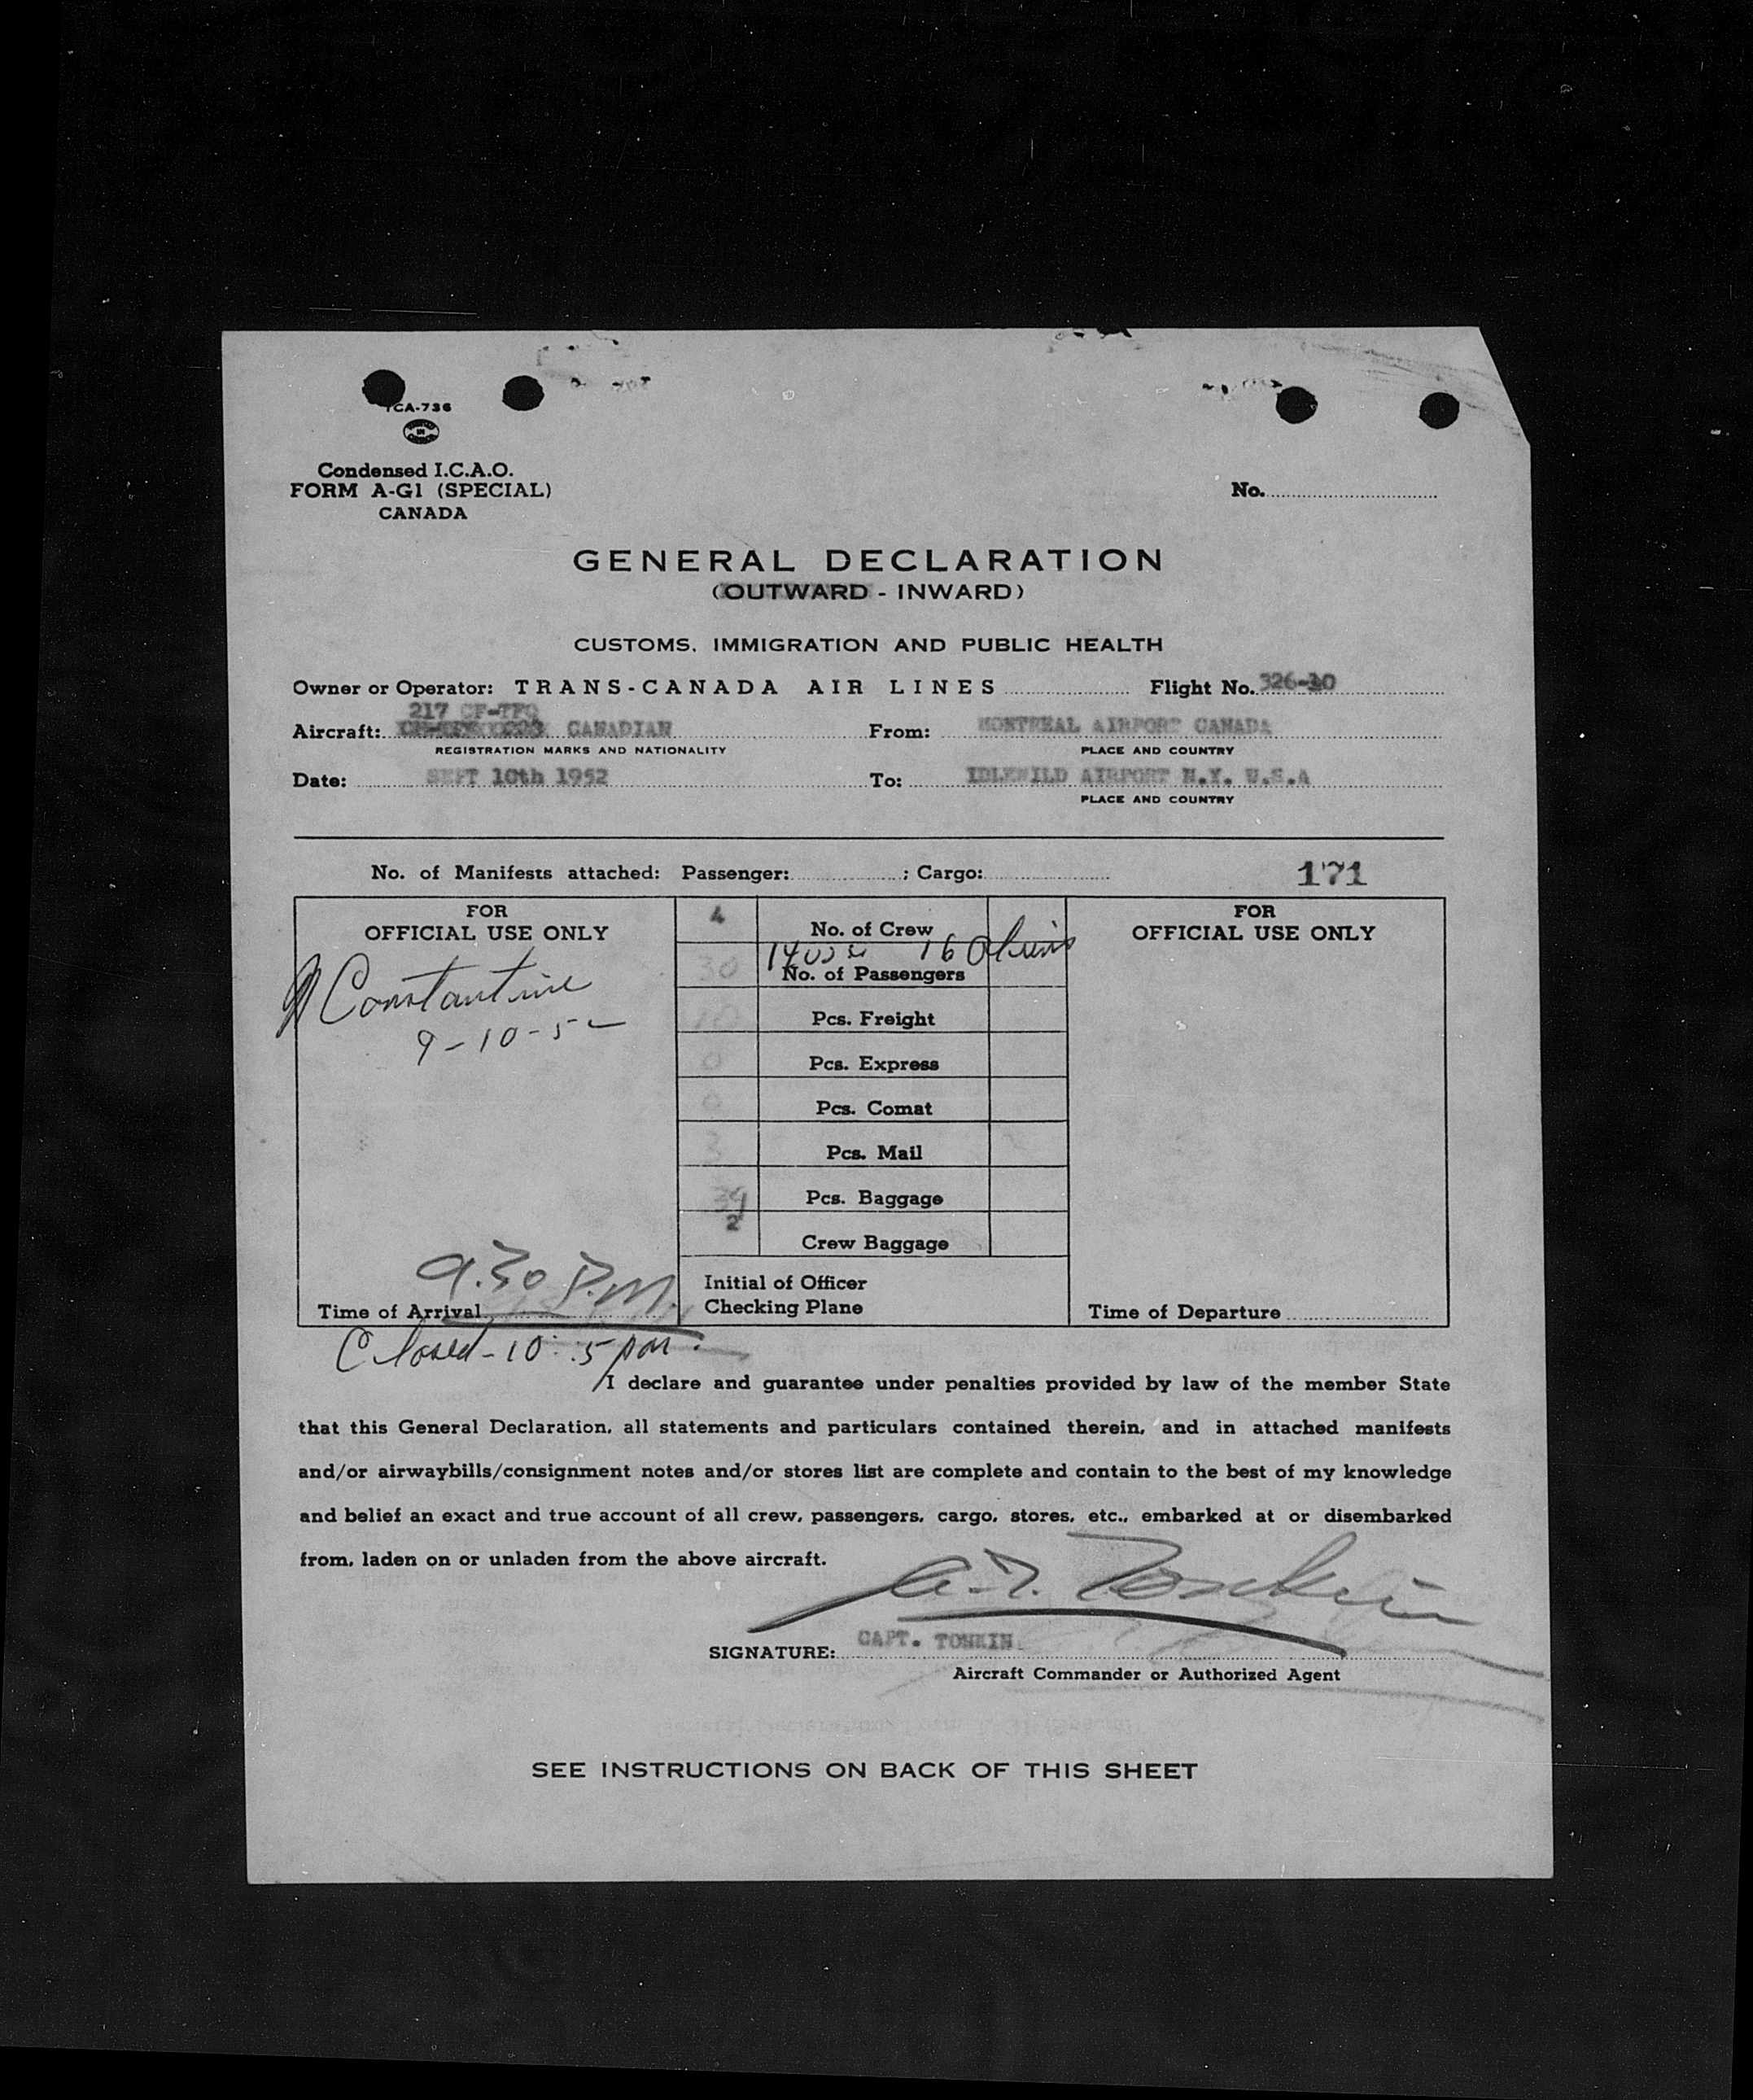 TCA-736
Condensed I.C.A.O.
FORM A-G1 (SPECIAL)
CANADA
No.
GENERAL DECLARATION
(OUTWARD - INWARD)
CUSTOMS, IMMIGRATION AND PUBLIC HEALTH
Owner or Operator: TRANS-CANADA AIR LINES Flight No. 326-10
217 CF-TFQ
Aircraft: CANADIAN From: MONTREAL AIRPORT CANADA
REGISTRATION MARKS AND NATIONALITY PLACE AND COUNTRY
Date: SEPT 10th 1952 To: IDLEWILD AIRPORT N.Y. U.S.A
PLACE AND COUNTRY
No. of Manifests attached: Passenger: ; Cargo: 171
FOR
OFFICIAL USE ONLY
Constantine
9-10-52
9.30 P.M.
Time of Arrival
Closed - 10:5 pm.
4 No. of Crew
14 16 Aliens
30 No. of Passengers
10 Pcs. Freight
0 Pcs. Express
0 Pcs. Comat
3 Pcs. Mail
39 Pcs. Baggage
2 Crew Baggage
Initial of Officer
Checking Plane
FOR
OFFICIAL USE ONLY
Time of Departure
I declare and guarantee under penalties provided by law of the member State
that this General Declaration, all statements and particulars contained therein, and in attached manifests
and/or airwaybills/consignment notes and/or stores list are complete and contain to the best of my knowledge
and belief an exact and true account of all crew, passengers, cargo, stores, etc., embarked at or disembarked
from, laden on or unladen from the above aircraft.
Tonkin
SIGNATURE: CAPT. TONKIN
Aircraft Commander or Authorized Agent
SEE INSTRUCTIONS ON BACK OF THIS SHEET